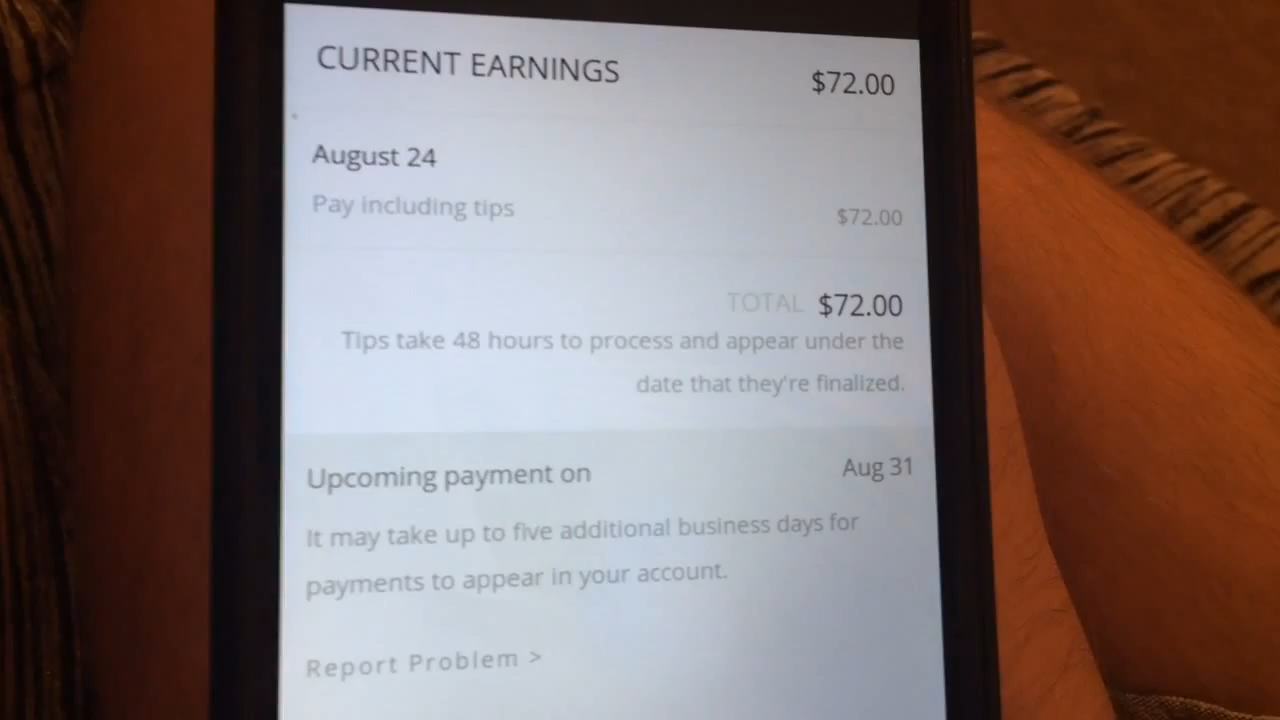 CURRENT EARNINGS $72.00
August 24
Pay including tips $72.00
TOTAL $72.00
Tips take 48 hours to process and appear under the
date that they're finalized.
Upcoming payment on Aug 31
It may take up to five additional business days for
payments to appear in your account.
Report Problem >